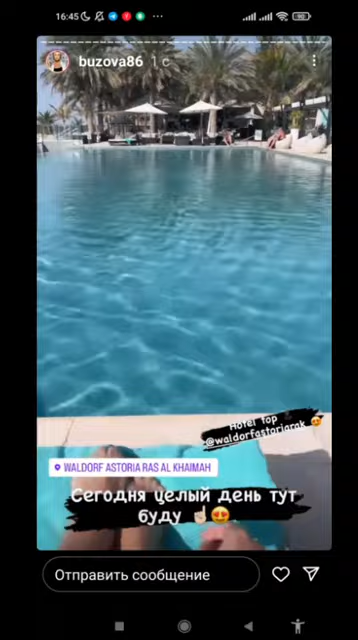 16:45
90
buzova86 1 с
Hotel top
@waldorfastoriarak
WALDORF ASTORIA RAS AL KHAIMAH
Сегодня целый день тут
буду
Отправить сообщение